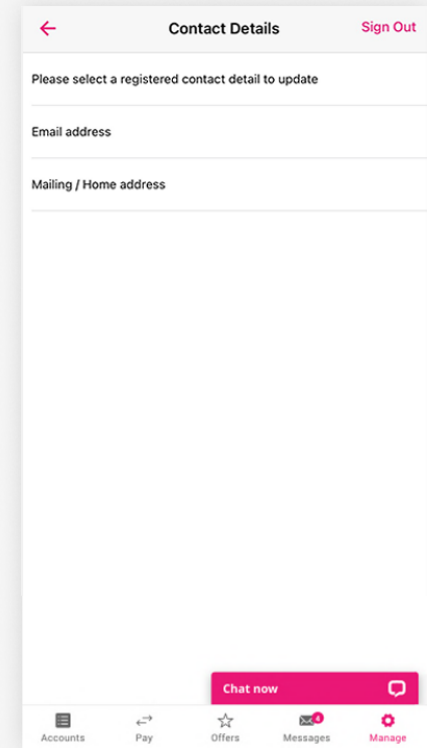 Contact Details
Sign Out
Please select a registered contact detail to update
Email address
Mailing / Home address
Chat now
4
Accounts
Pay
Offers
Messages
Manage